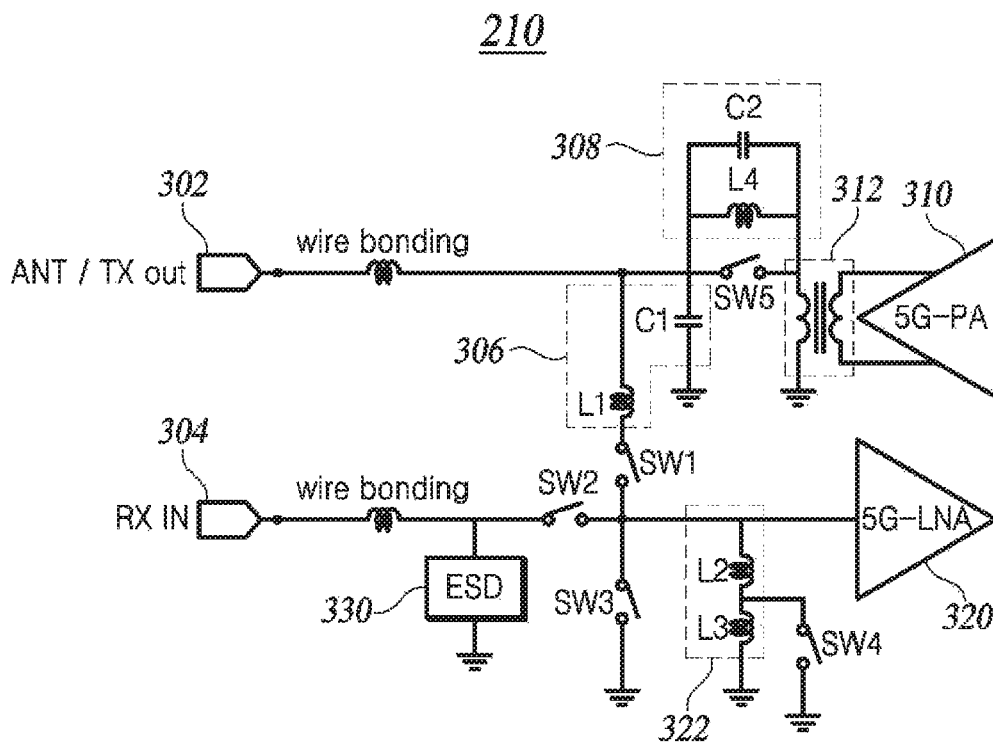 210
C2
308
L4
302
312
310
wire bonding
ANT / TX out
SW5
5G-PA
C1
306
L1
304
SW1
wire bonding
SW2
RX IN
5G-LNA
ESD
330
SW3
L2
L3
SW4
320
322